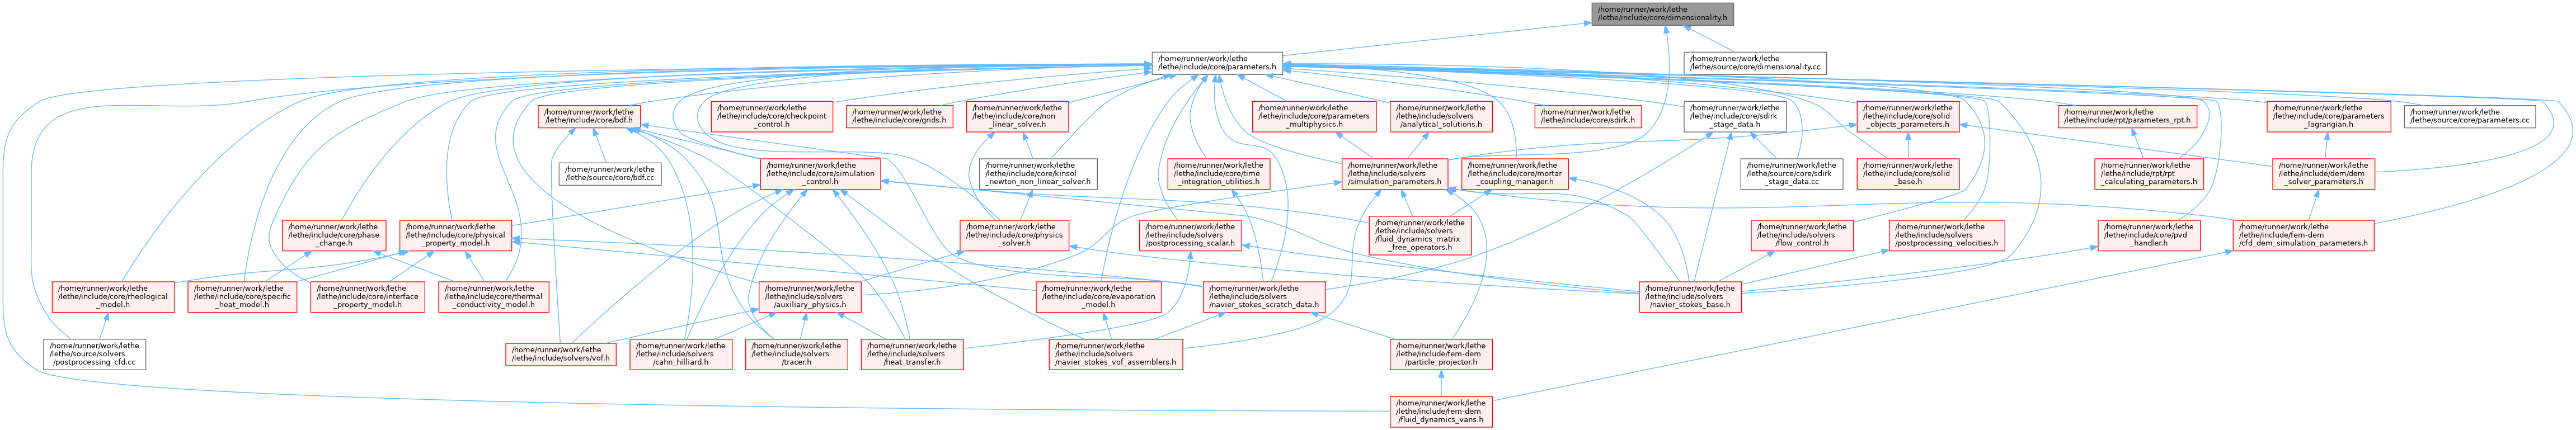 /home/runner/work/lethe
/lethe/include/core/dimensionality.h
/home/runner/work/lethe
/lethe/include/core/parameters.h
/home/runner/work/lethe
/lethe/source/core/dimensionality.cc
/home/runner/work/lethe
/lethe/include/core/bdf.h
/home/runner/work/lethe
/lethe/include/core/checkpoint
_control.h
/home/runner/work/lethe
/lethe/include/core/grids.h
/home/runner/work/lethe
/lethe/include/core/non
_linear_solver.h
/home/runner/work/lethe
/lethe/include/core/parameters
_multiphysics.h
/home/runner/work/lethe
/lethe/include/solvers
/analytical_solutions.h
/home/runner/work/lethe
/lethe/include/core/sdirk.h
/home/runner/work/lethe
/lethe/include/core/sdirk
_stage_data.h
/home/runner/work/lethe
/lethe/include/core/solid
_objects_parameters.h
/home/runner/work/lethe
/lethe/include/rpt/parameters_rpt.h
/home/runner/work/lethe
/lethe/include/core/parameters
_lagrangian.h
/home/runner/work/lethe
/lethe/source/core/parameters.cc
/home/runner/work/lethe
/lethe/source/core/bdf.cc
/home/runner/work/lethe
/lethe/include/core/simulation
_control.h
/home/runner/work/lethe
/lethe/include/core/kinsol
_newton_non_linear_solver.h
/home/runner/work/lethe
/lethe/include/core/time
_integration_utilities.h
/home/runner/work/lethe
/lethe/include/solvers
/simulation_parameters.h
/home/runner/work/lethe
/lethe/include/core/mortar
_coupling_manager.h
/home/runner/work/lethe
/lethe/source/core/sdirk
_stage_data.cc
/home/runner/work/lethe
/lethe/include/core/solid
_base.h
/home/runner/work/lethe
/lethe/include/rpt/rpt
_calculating_parameters.h
/home/runner/work/lethe
/lethe/include/dem/dem
_solver_parameters.h
/home/runner/work/lethe
/lethe/include/core/phase
_change.h
/home/runner/work/lethe
/lethe/include/core/physical
_property_model.h
/home/runner/work/lethe
/lethe/include/core/physics
_solver.h
/home/runner/work/lethe
/lethe/include/solvers
/postprocessing_scalar.h
/home/runner/work/lethe
/lethe/include/solvers
/fluid_dynamics_matrix
_free_operators.h
/home/runner/work/lethe
/lethe/include/solvers
/flow_control.h
/home/runner/work/lethe
/lethe/include/solvers
/postprocessing_velocities.h
/home/runner/work/lethe
/lethe/include/core/pvd
_handler.h
/home/runner/work/lethe
/lethe/include/fem-dem
/cfd_dem_simulation_parameters.h
/home/runner/work/lethe
/lethe/include/core/rheological
_model.h
/home/runner/work/lethe
/lethe/include/core/specific
_heat_model.h
/home/runner/work/lethe
/lethe/include/core/interface
_property_model.h
/home/runner/work/lethe
/lethe/include/core/thermal
_conductivity_model.h
/home/runner/work/lethe
/lethe/include/solvers
/auxiliary_physics.h
/home/runner/work/lethe
/lethe/include/core/evaporation
_model.h
/home/runner/work/lethe
/lethe/include/solvers
/navier_stokes_scratch_data.h
/home/runner/work/lethe
/lethe/include/solvers
/navier_stokes_base.h
/home/runner/work/lethe
/lethe/source/solvers
/postprocessing_cfd.cc
/home/runner/work/lethe
/lethe/include/solvers/vof.h
/home/runner/work/lethe
/lethe/include/solvers
/cahn_hilliard.h
/home/runner/work/lethe
/lethe/include/solvers
/tracer.h
/home/runner/work/lethe
/lethe/include/solvers
/heat_transfer.h
/home/runner/work/lethe
/lethe/include/solvers
/navier_stokes_vof_assemblers.h
/home/runner/work/lethe
/lethe/include/fem-dem
/particle_projector.h
/home/runner/work/lethe
/lethe/include/fem-dem
/fluid_dynamics_vans.h